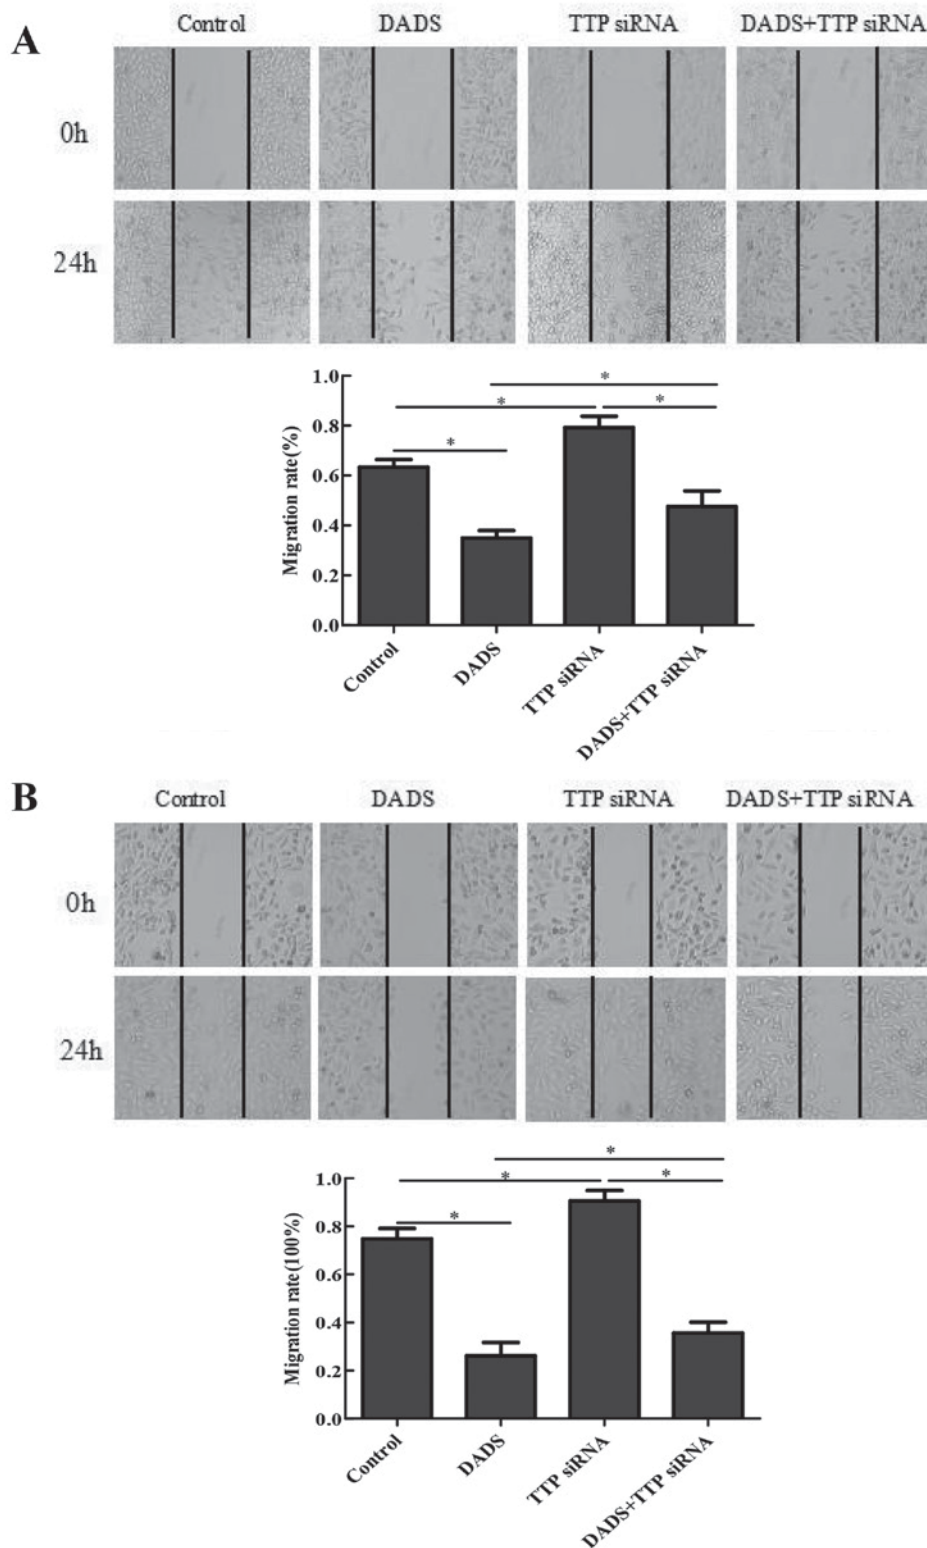 A
Control DADS TTP siRNA DADS+TTP siRNA
0h
24h
Migration rate(%)
1.0
0.8
0.6
0.4
0.2
0.0
*
*
*
*
Control
DADS
TTP siRNA
DADS+TTP siRNA
B
Control DADS TTP siRNA DADS+TTP siRNA
0h
24h
Migration rate(100%)
1.0
0.8
0.6
0.4
0.2
0.0
*
*
*
*
Control
DADS
TTP siRNA
DADS+TTP siRNA